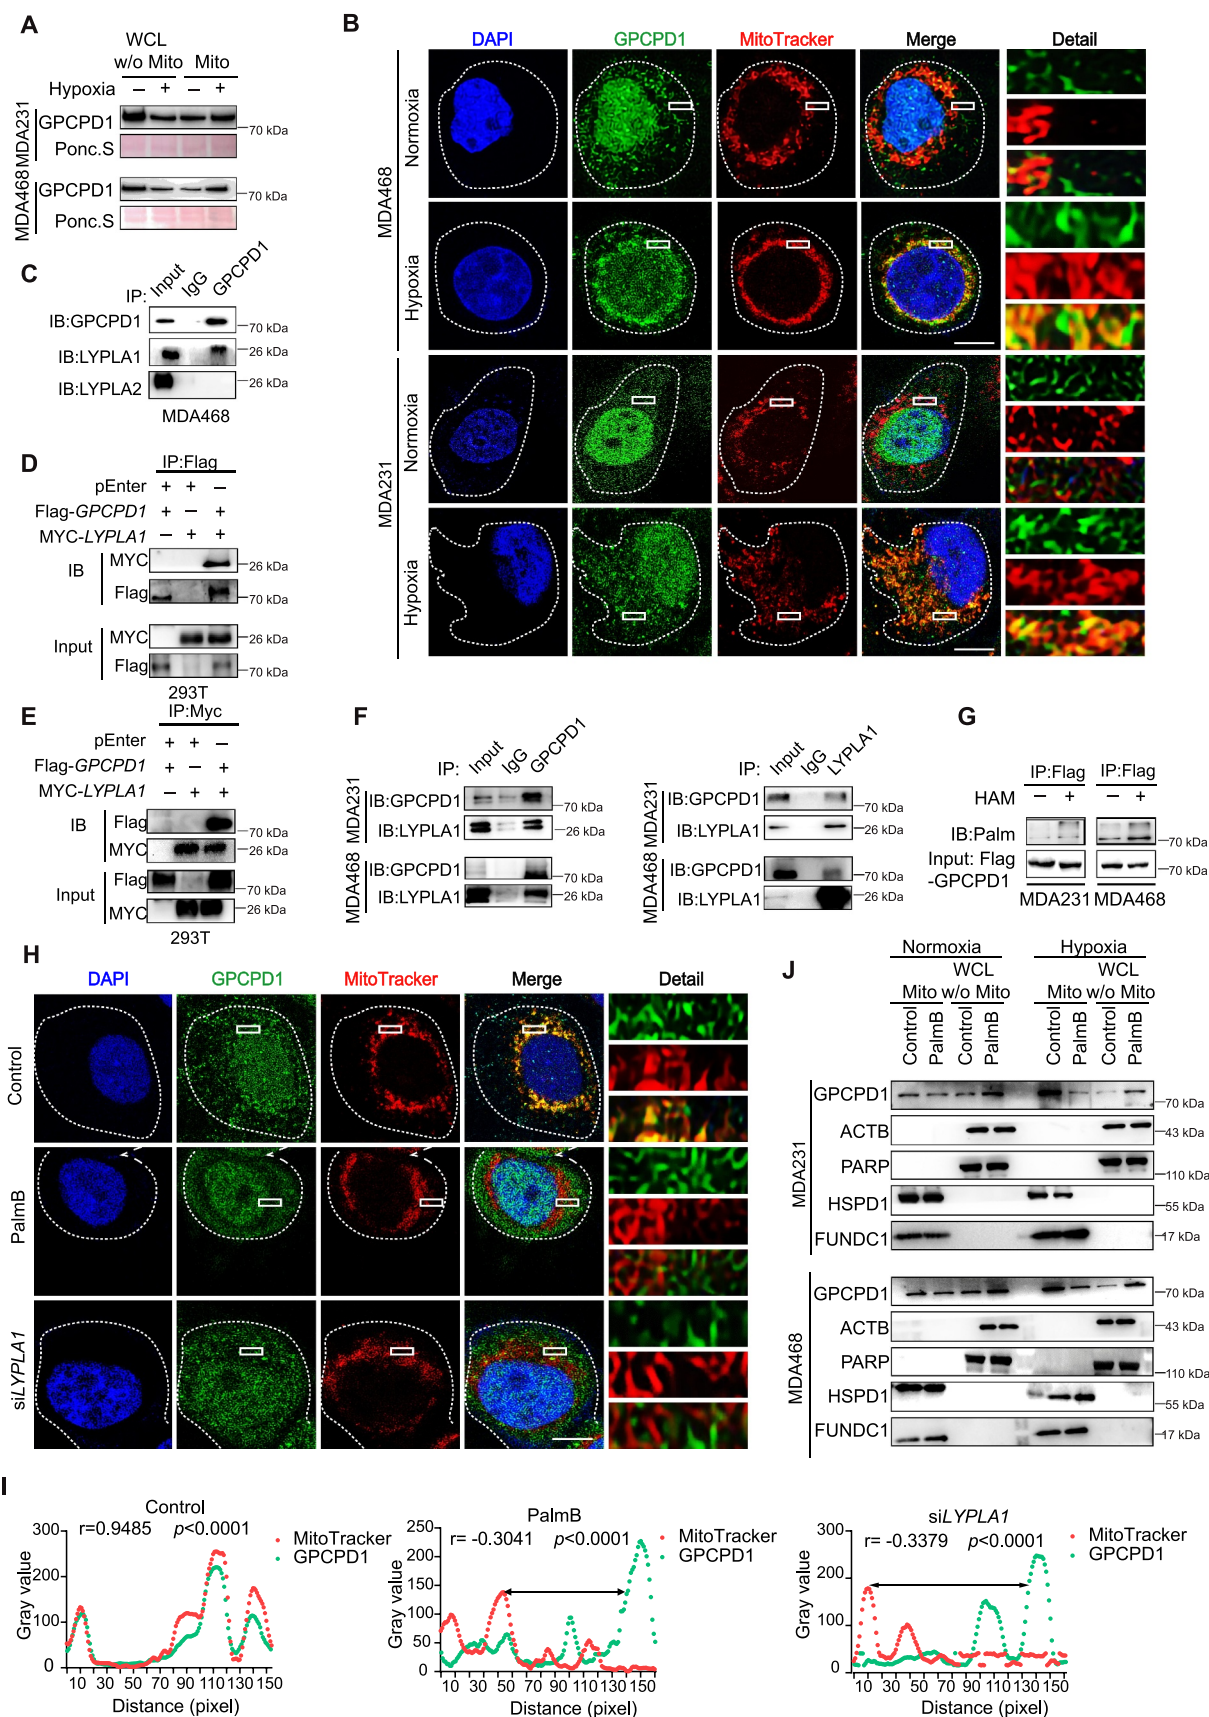 A
WCL
w/o Mito Mito
Hypoxia − + − +
MDA231
GPCPD1
70 kDa
Ponc.S
MDA468
GPCPD1
70 kDa
Ponc.S
B
DAPI GPCPD1 MitoTracker Merge Detail
MDA468
Normoxia
Hypoxia
MDA231
Normoxia
Hypoxia
C
IP: Input IgG GPCPD1
IB:GPCPD1
70 kDa
IB:LYPLA1
26 kDa
IB:LYPLA2
26 kDa
MDA468
D
IP:Flag
pEnter + + −
Flag-GPCPD1 + − +
MYC-LYPLA1 − + +
IB
MYC
26 kDa
Flag
70 kDa
Input
MYC
26 kDa
Flag
70 kDa
293T
E
IP:Myc
pEnter + + −
Flag-GPCPD1 + − +
MYC-LYPLA1 − + +
IB
Flag
70 kDa
MYC
26 kDa
Input
Flag
70 kDa
MYC
26 kDa
293T
F
IP: Input IgG GPCPD1
MDA231
IB:GPCPD1
70 kDa
IB:LYPLA1
26 kDa
MDA468
IB:GPCPD1
70 kDa
IB:LYPLA1
26 kDa
IP: Input IgG LYPLA1
MDA231
IB:GPCPD1
70 kDa
IB:LYPLA1
26 kDa
MDA468
IB:GPCPD1
70 kDa
IB:LYPLA1
26 kDa
G
IP:Flag IP:Flag
HAM − + − +
IB:Palm
70 kDa
Input: Flag
-GPCPD1
70 kDa
MDA231 MDA468
H
DAPI GPCPD1 MitoTracker Merge Detail
Control
PalmB
siLYPLA1
J
Normoxia Hypoxia
WCL WCL
Mito w/o Mito Mito w/o Mito
Control PalmB Control PalmB Control PalmB Control PalmB
MDA231
GPCPD1
70 kDa
ACTB
43 kDa
PARP
110 kDa
HSPD1
55 kDa
FUNDC1
17 kDa
MDA468
GPCPD1
70 kDa
ACTB
43 kDa
PARP
110 kDa
HSPD1
55 kDa
FUNDC1
17 kDa
I
Control
r=0.9485 p<0.0001
MitoTracker
GPCPD1
Gray value
300
200
100
0
10 30 50 70 90 110 130 150
Distance (pixel)
PalmB
r= -0.3041 p<0.0001
MitoTracker
GPCPD1
Gray value
250
200
150
100
50
0
10 30 50 70 90 110 130 150
Distance (pixel)
siLYPLA1
r= -0.3379 p<0.0001
MitoTracker
GPCPD1
Gray value
300
200
100
0
10 30 50 70 90 110 130 150
Distance (pixel)